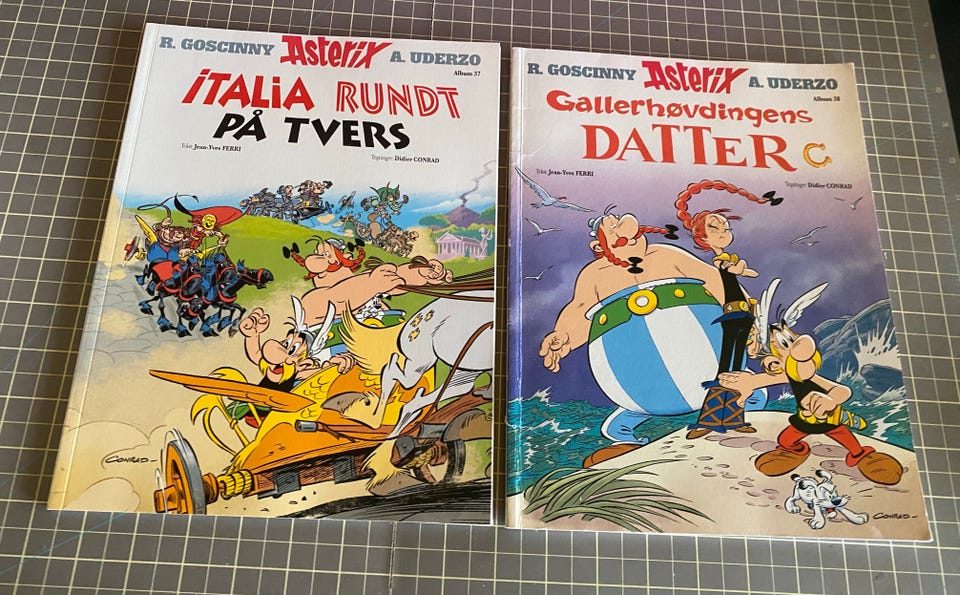 R. GOSCINNY Asterix A. UDERZO
Album 37
iTALiA RUNDT
PÅ TVERS
Tekst: Jean-Yves FERRI
Tegninger: Didier CONRAD
CONRAD-
R. GOSCINNY Asterix A. UDERZO
Album 38
Gallerhøvdingens
DATTER
Tekst: Jean-Yves FERRI
Tegninger: Didier CONRAD
CONRAD-